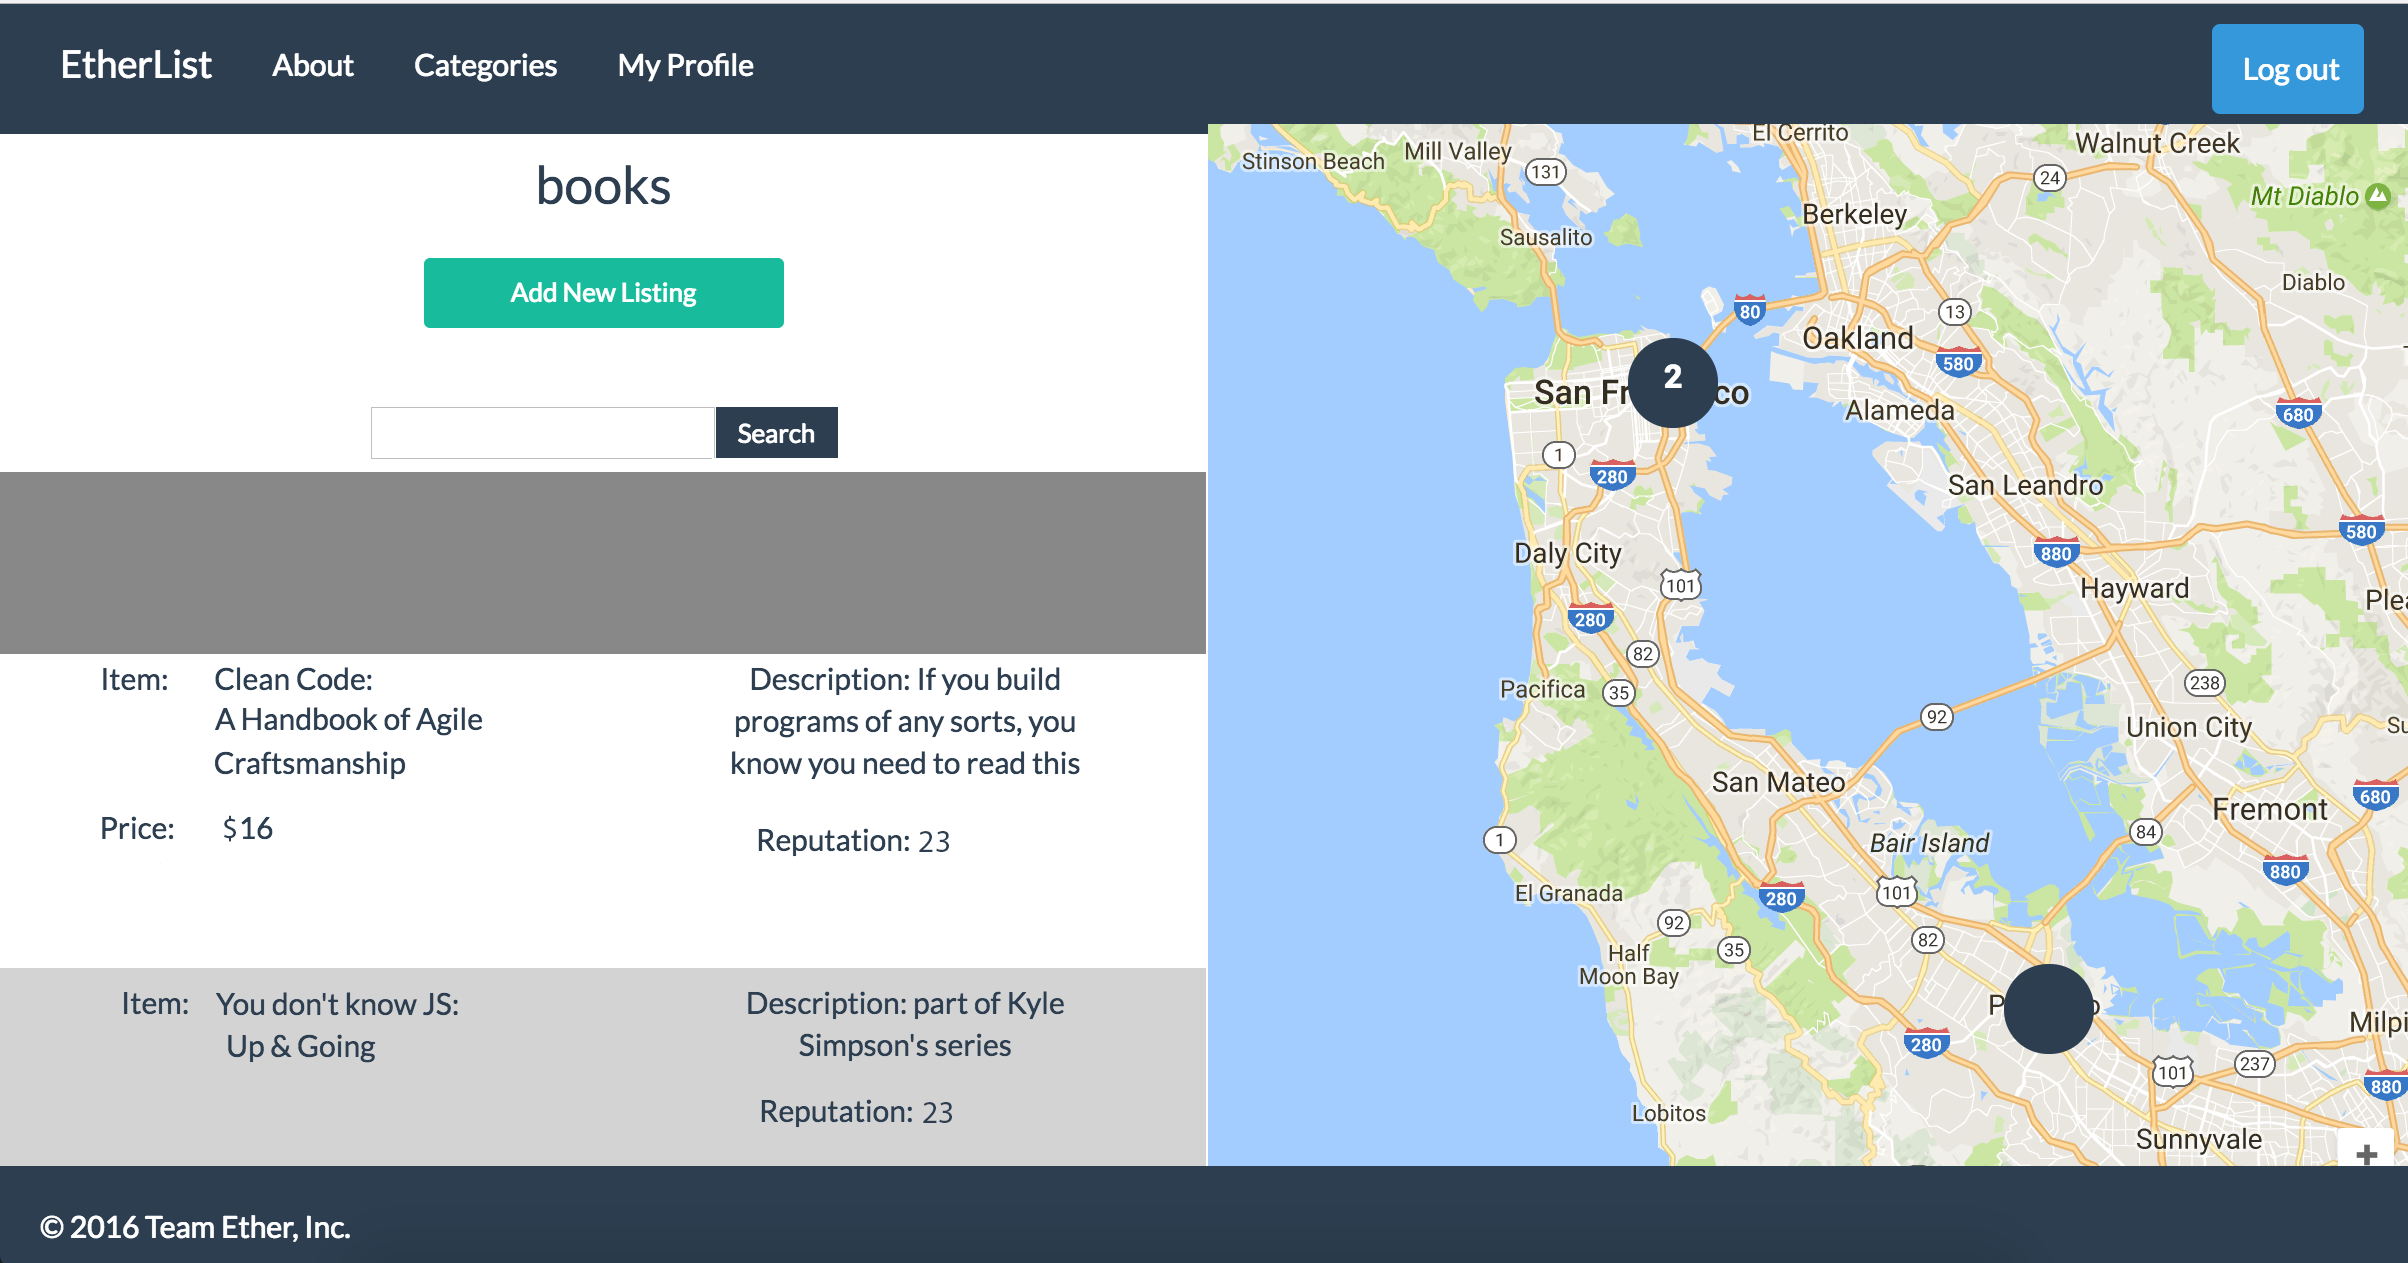 EtherList About Categories My Profile Log out
books
Add New Listing
Search
Item: Clean Code:
A Handbook of Agile
Craftsmanship
Description: If you build
programs of any sorts, you
know you need to read this
Price: $16
Reputation: 23
Item: You don't know JS:
Up & Going
Description: part of Kyle
Simpson's series
Reputation: 23
El Cerrito
Stinson Beach
Mill Valley
131
Walnut Creek
24
Mt Diablo
Berkeley
Sausalito
Diablo
80
13
Oakland
580
2
San Fr
co
Alameda
680
1
280
San Leandro
580
Daly City
880
101
Hayward
280
Plea
82
238
Pacifica
35
92
Union City
Su
San Mateo
680
Fremont
84
1
Bair Island
880
El Granada
280
101
92
82
35
Half
Moon Bay
P
o
Milpi
280
101
237
880
Lobitos
Sunnyvale
+
© 2016 Team Ether, Inc.